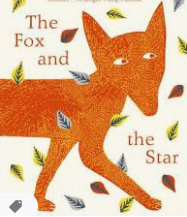 The Fox
and
the
Star